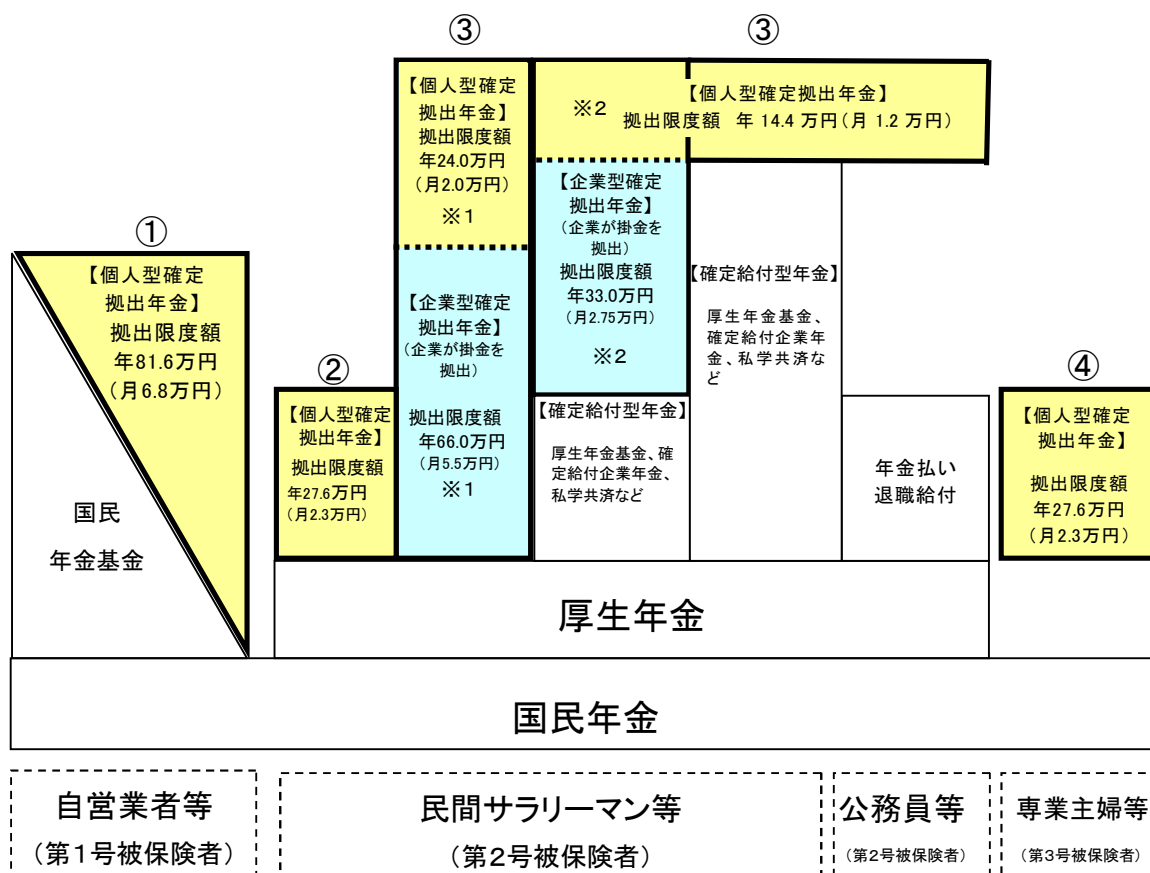 ③
③
【個人型確定
拠出年金】
拠出限度額
年24.0万円
(月2.0万円)
※1
※2
【個人型確定拠出年金】
拠出限度額 年 14.4 万円(月 1.2 万円)
①
【個人型確定
拠出年金】
拠出限度額
年81.6万円
(月6.8万円)
国民
年金基金
②
【個人型確定
拠出年金】
拠出限度額
年27.6万円
(月2.3万円)
【企業型確定
拠出年金】
(企業が掛金を
拠出)
拠出限度額
年66.0万円
(月5.5万円)
※1
【企業型確定
拠出年金】
(企業が掛金を
拠出)
拠出限度額
年33.0万円
(月2.75万円)
※2
【確定給付型年金】
厚生年金基金、確
定給付企業年金、
私学共済など
【確定給付型年金】
厚生年金基金、
確定給付企業年
金、私学共済な
ど
年金払い
退職給付
④
【個人型確定
拠出年金】
拠出限度額
年27.6万円
(月2.3万円)
厚生年金
国民年金
自営業者等
(第1号被保険者)
民間サラリーマン等
(第2号被保険者)
公務員等
(第2号被保険者)
専業主婦等
(第3号被保険者)